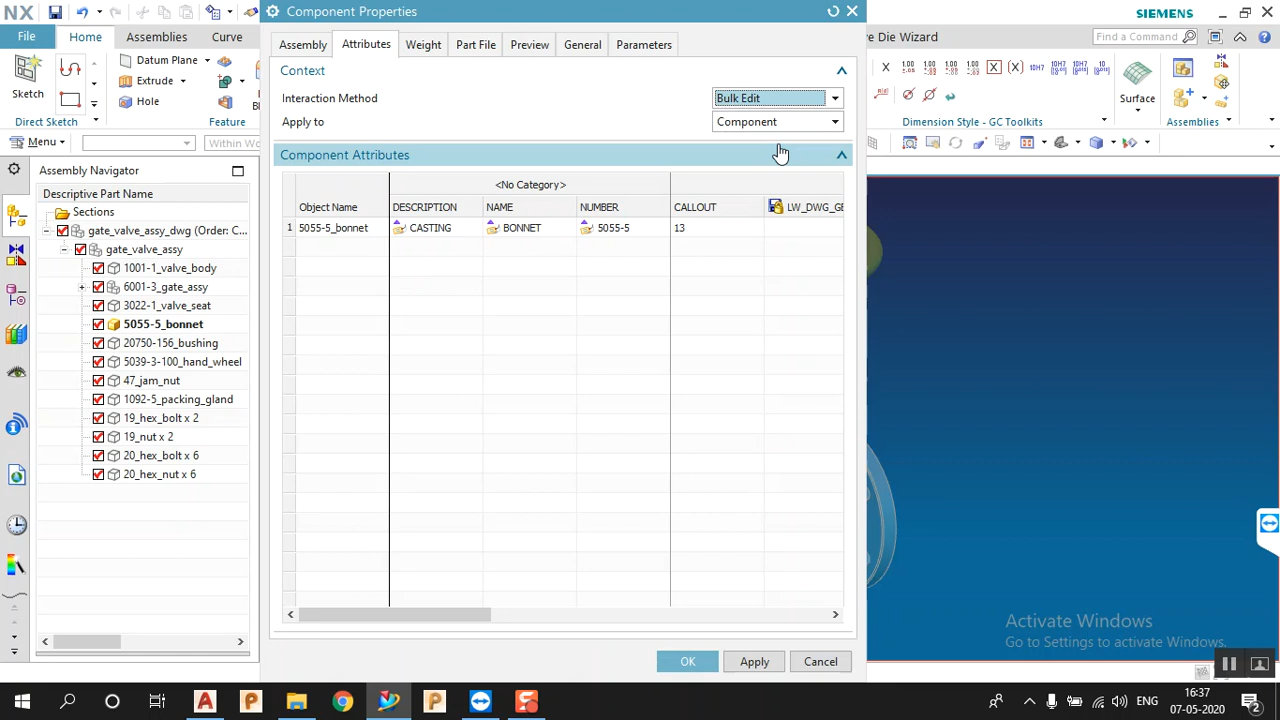 NX
Component Properties
SIEMENS
File
Home
Assemblies
Curve
Assembly
Attributes
Weight
Part File
Preview
General
Parameters
e Die Wizard
Find a Command
Sketch
Datum Plane
Extrude
Hole
Direct Sketch
Feature
Context
Interaction Method
Bulk Edit
Apply to
Component
Surface
Dimension Style - GC Toolkits
Assemblies
Menu
Within Wo
Component Attributes
Assembly Navigator
Descriptive Part Name
Sections
gate_valve_assy_dwg (Order: C...
gate_valve_assy
1001-1_valve_body
6001-3_gate_assy
3022-1_valve_seat
5055-5_bonnet
20750-156_bushing
5039-3-100_hand_wheel
47_jam_nut
1092-5_packing_gland
19_hex_bolt x 2
19_nut x 2
20_hex_bolt x 6
20_hex_nut x 6
<No Category>
Object Name
DESCRIPTION
NAME
NUMBER
CALLOUT
LW_DWG_GE
1
5055-5_bonnet
CASTING
BONNET
5055-5
13
OK
Apply
Cancel
Activate Windows
Go to Settings to activate Windows.
ENG
16:37
07-05-2020
2